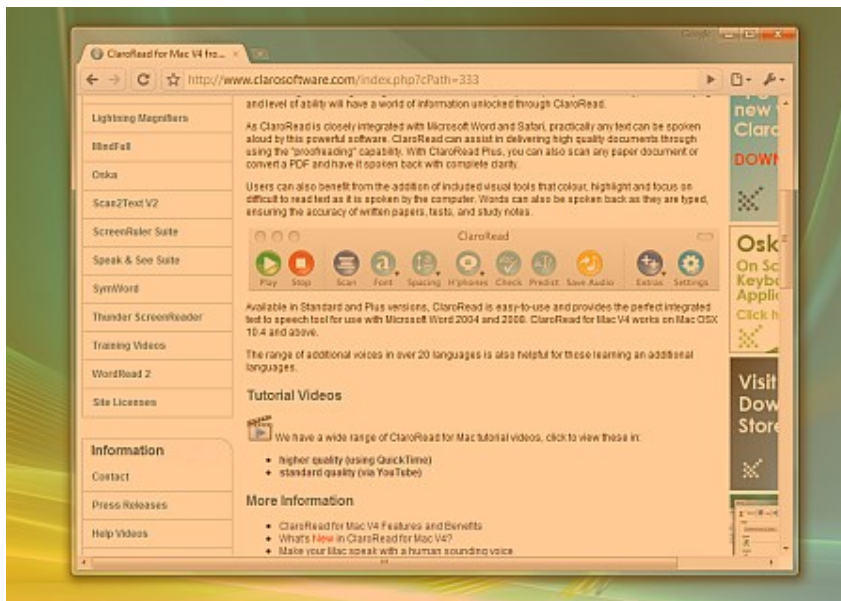 Google
ClaroRead for Mac V4 fro...
http://www.clarosoftware.com/index.php?cPath=333
Lightning Magnifiers
MindFull
Oska
Scan2Text V2
ScreenRuler Suite
Speak & See Suite
SymWord
Thunder ScreenReader
Training Videos
WordRead 2
Site Licenses
Information
Contact
Press Releases
Help Videos
and level of ability will have a world of information unlocked through ClaroRead.
As ClaroRead is closely integrated with Microsoft Word and Safari, practically any text can be spoken
aloud by this powerful software. ClaroRead can assist in delivering high quality documents through
using the "proofreading" capability. With ClaroRead Plus, you can also scan any paper document or
convert a PDF and have it spoken back with complete clarity.
Users can also benefit from the addition of included visual tools that colour, highlight and focus on
difficult to read text as it is spoken by the computer. Words can also be spoken back as they are typed,
ensuring the accuracy of written papers, tests, and study notes.
ClaroRead
Play Stop Scan Font Spacing H'phones Check Predict Save Audio Extras Settings
Available in Standard and Plus versions, ClaroRead is easy-to-use and provides the perfect integrated
text to speech tool for use with Microsoft Word 2004 and 2008. ClaroRead for Mac V4 works on Mac OSX
10.4 and above.
The range of additional voices in over 20 languages is also helpful for those learning an additional
languages.
Tutorial Videos
We have a wide range of ClaroRead for Mac tutorial videos, click to view these in:
higher quality (using QuickTime)
standard quality (via YouTube)
More Information
ClaroRead for Mac V4 Features and Benefits
What's New in ClaroRead for Mac V4?
Make your Mac speak with a human sounding voice
new
Claro
DOWN
Osk
On Sc
Keybo
Applic
Click h
Visit
Dow
Store